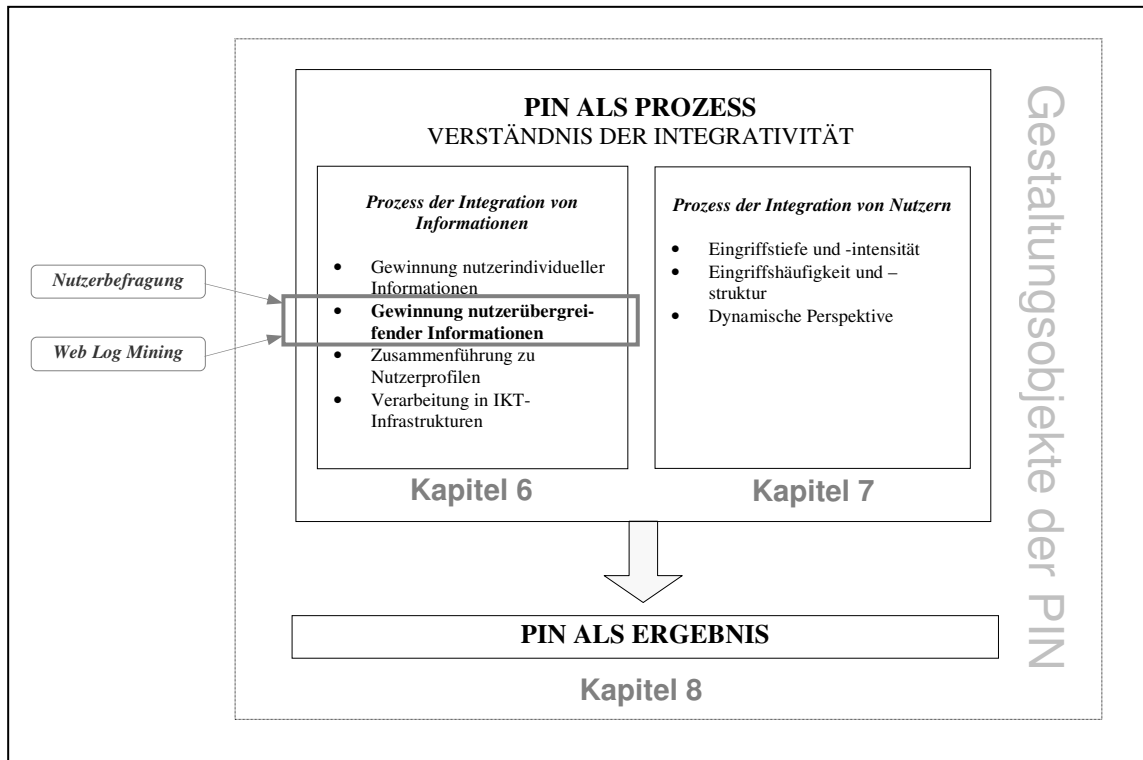 PIN ALS PROZESS
VERSTÄNDNIS DER INTEGRATIVITÄT
Prozess der Integration von
Informationen
• Gewinnung nutzerindividueller
Informationen
• Gewinnung nutzerübergrei-
fender Informationen
• Zusammenführung zu
Nutzerprofilen
• Verarbeitung in IKT-
Infrastrukturen
Kapitel 6
Prozess der Integration von Nutzern
• Eingriffstiefe und -intensität
• Eingriffshäufigkeit und –
struktur
• Dynamische Perspektive
Kapitel 7
Nutzerbefragung
Web Log Mining
PIN ALS ERGEBNIS
Kapitel 8
Gestaltungsobjekte der PIN